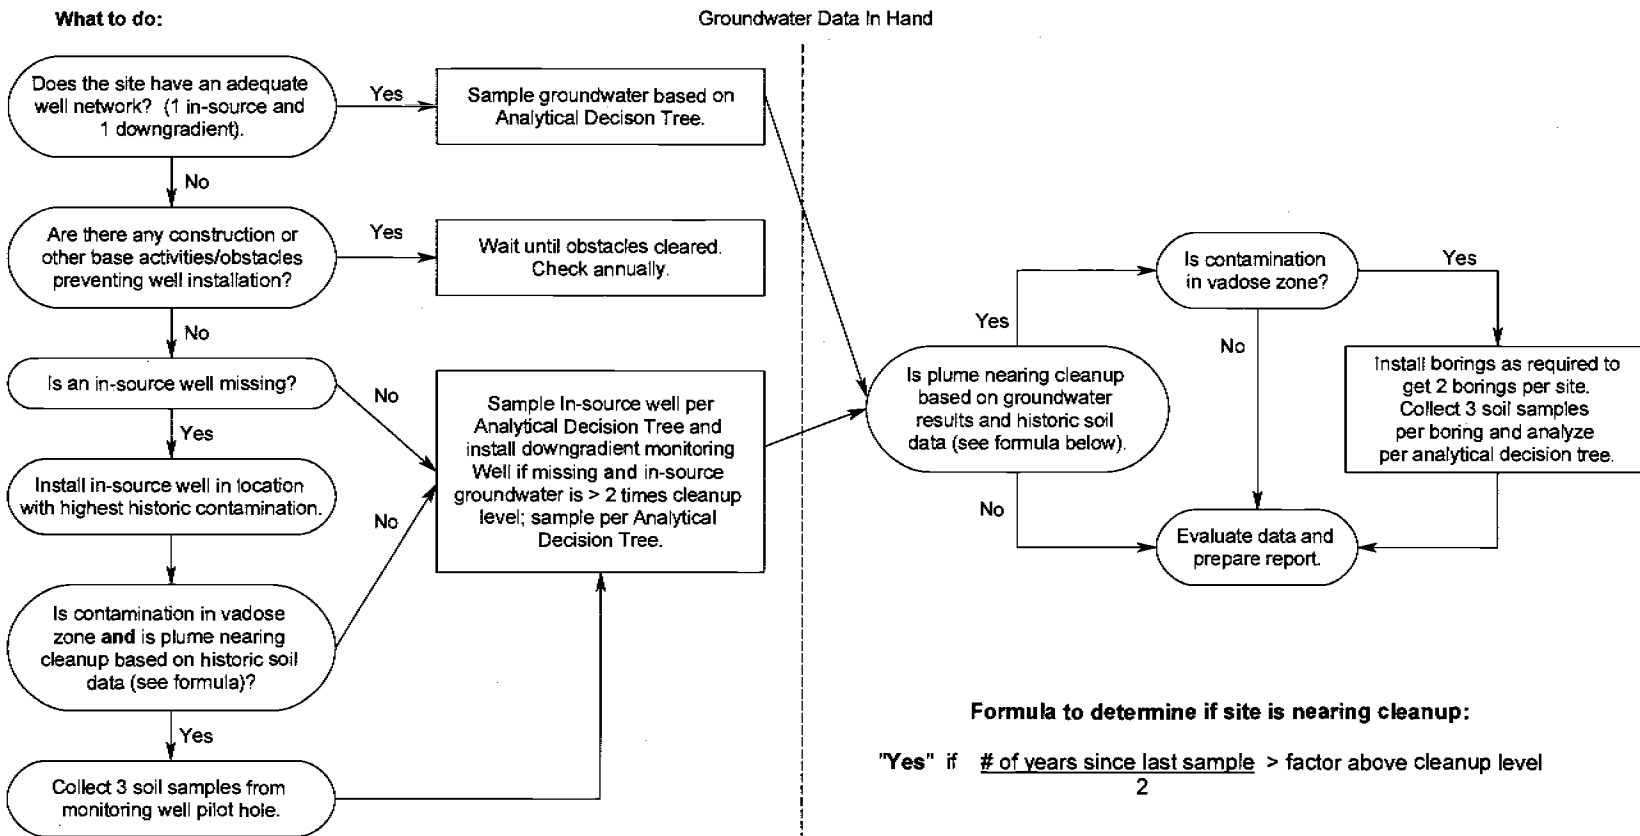 What to do:
Groundwater Data In Hand
Does the site have an adequate
well network? (1 in-source and
1 downgradient).
Yes
Sample groundwater based on
Analytical Decison Tree.
No
Are there any construction or
other base activities/obstacles
preventing well installation?
Yes
Wait until obstacles cleared.
Check annually.
No
Is an in-source well missing?
No
Yes
Install in-source well in location
with highest historic contamination.
No
Sample In-source well per
Analytical Decision Tree and
install downgradient monitoring
Well if missing and in-source
groundwater is > 2 times cleanup
level; sample per Analytical
Decision Tree.
Is contamination in vadose
zone and is plume nearing
cleanup based on historic soil
data (see formula)?
Yes
Collect 3 soil samples from
monitoring well pilot hole.
Is plume nearing cleanup
based on groundwater
results and historic soil
data (see formula below).
Yes
No
Is contamination
in vadose zone?
Yes
No
Install borings as required to
get 2 borings per site.
Collect 3 soil samples
per boring and analyze
per analytical decision tree.
Evaluate data and
prepare report.
Formula to determine if site is nearing cleanup:
"Yes" if # of years since last sample > factor above cleanup level
2